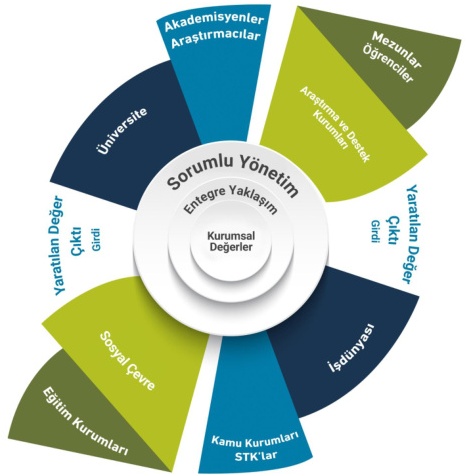 Akademisyenler
Araştırmacılar
Mezunlar
Öğrenciler
Üniversite
Araştırma ve Destek
Kurumları
Sorumlu Yönetim
Entegre Yaklaşım
Kurumsal
Değerler
Yaratılan Değer
Çıktı
Girdi
Yaratılan Değer
Çıktı
Girdi
Sosyal Çevre
İşdünyası
Eğitim Kurumları
Kamu Kurumları
STK'lar